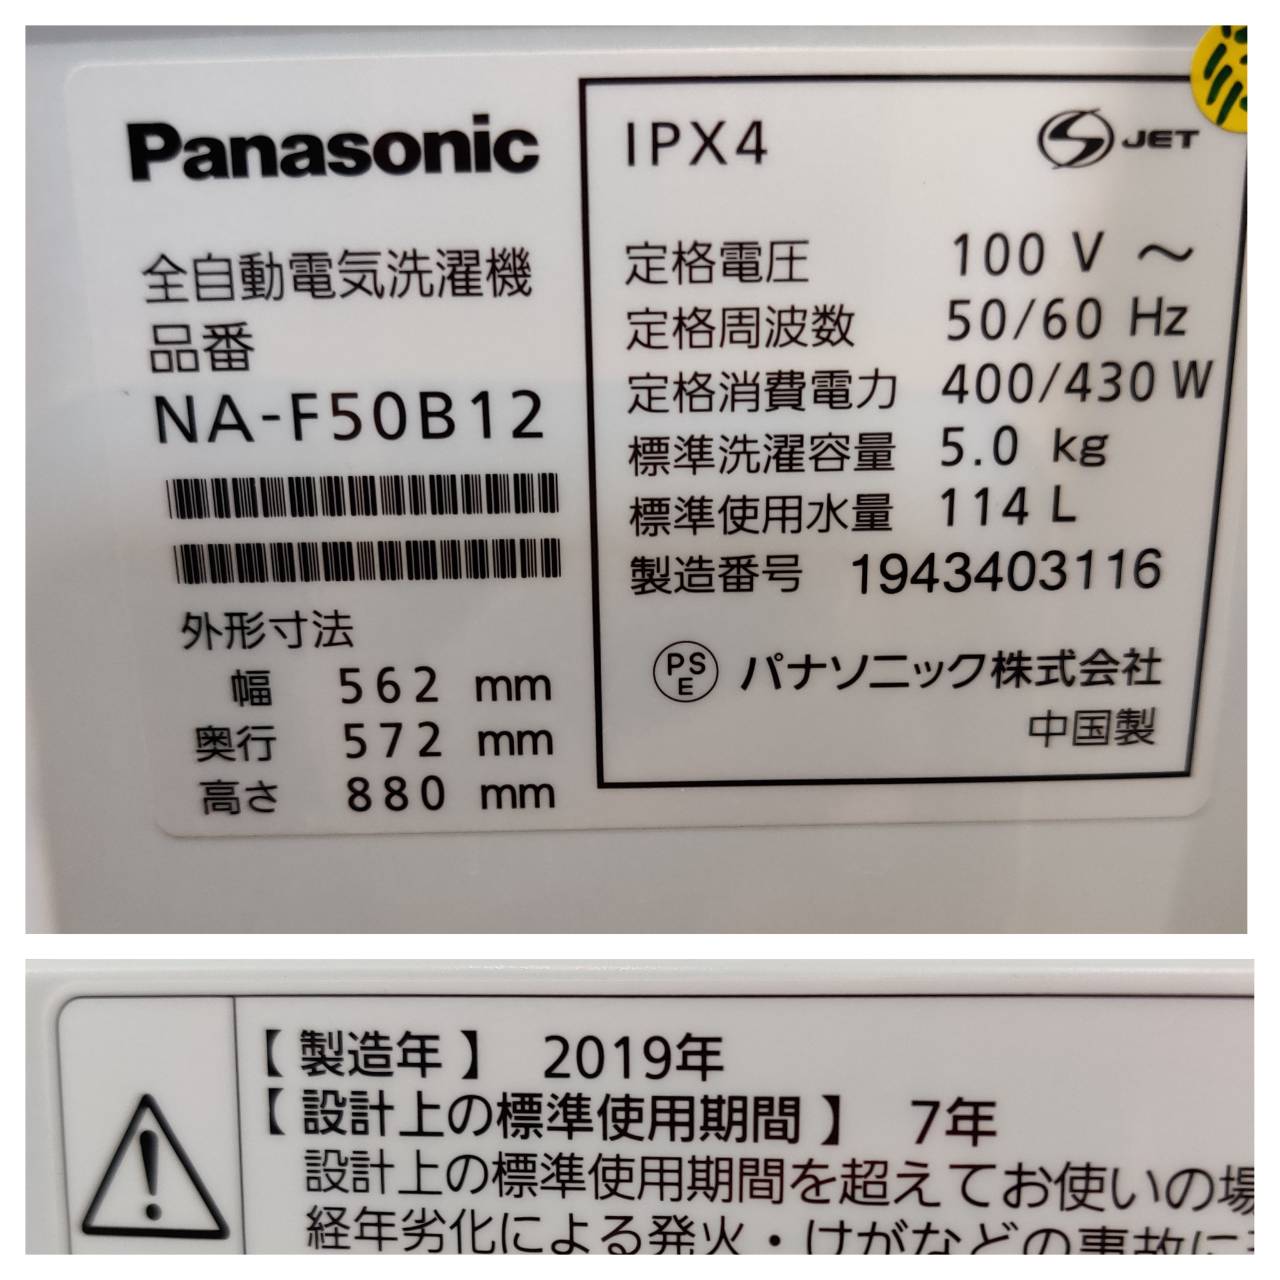 Panasonic
全自動電気洗濯機
品番
NA-F50B12
外形寸法
幅 562 mm
奥行 572 mm
高さ 880 mm
IPX4 JET
定格電圧 100 V ～
定格周波数 50/60 Hz
定格消費電力 400/430 W
標準洗濯容量 5.0 kg
標準使用水量 114 L
製造番号 1943403116
PSE パナソニック株式会社
中国製
【製造年】 2019年
【設計上の標準使用期間】 7年
設計上の標準使用期間を超えてお使いの場
経年劣化による発火・けがなどの事故に